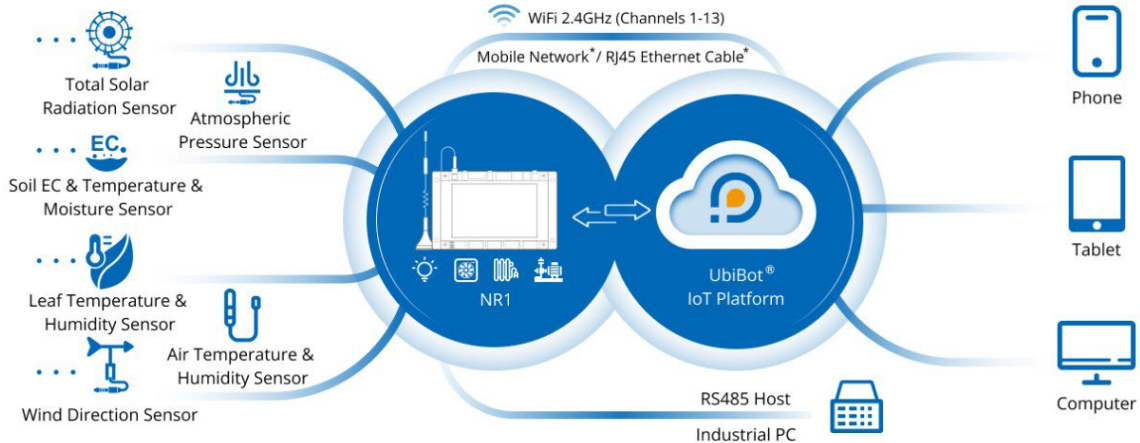 WiFi 2.4GHz (Channels 1-13)
Mobile Network*/ RJ45 Ethernet Cable*
Total Solar
Radiation Sensor
Atmospheric
Pressure Sensor
EC.
Soil EC & Temperature &
Moisture Sensor
Leaf Temperature &
Humidity Sensor
Air Temperature &
Humidity Sensor
Wind Direction Sensor
NR1
UbiBot®
IoT Platform
RS485 Host
Industrial PC
Phone
Tablet
Computer